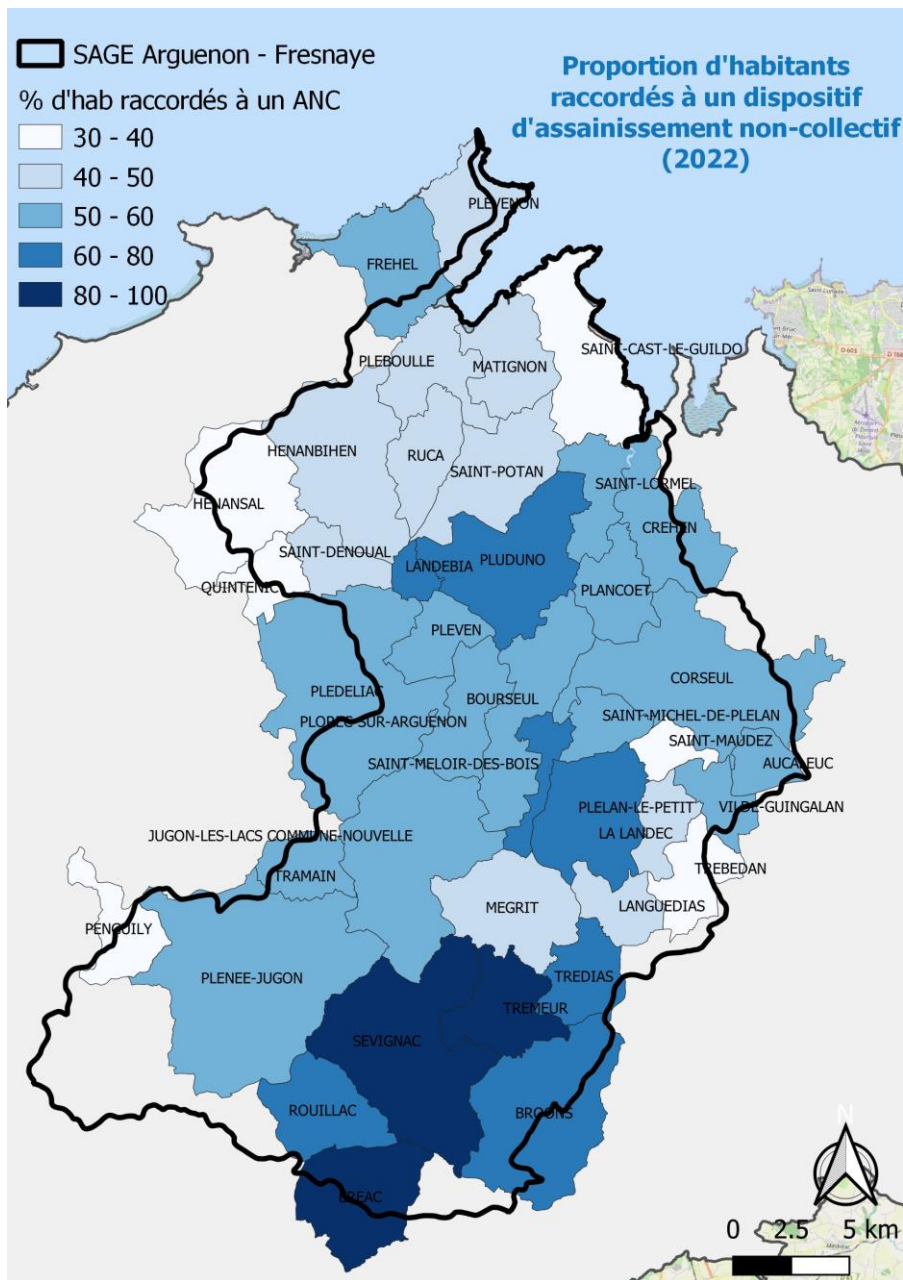 SAGE Arguenon - Fresnaye
% d'hab raccordés à un ANC
30 - 40
40 - 50
50 - 60
60 - 80
80 - 100
Proportion d'habitants
raccordés à un dispositif
d'assainissement non-collectif
(2022)
PLEVENON
FREHEL
SAINT-CAST-LE-GUILDO
PLEBOULLE
MATIGNON
HENANBIHEN
RUCA
SAINT-POTAN
SAINT-LORMEL
HENANSAL
CREHEN
SAINT-DENOUAL
LANDEBIA
PLUDUNO
QUINTENIC
PLANCOET
PLEVEN
CORSEUL
PLEDELIAC
BOURSEUL
PLOREC-SUR-ARGUENON
SAINT-MICHEL-DE-PLELAN
SAINT-MAUDEZ
SAINT-MELOIR-DES-BOIS
AUCALEUC
PLELAN-LE-PETIT
VILDE-GUINGALAN
JUGON-LES-LACS COMMUNE-NOUVELLE
LA LANDEC
TRAMAIN
TREBEDAN
MEGRIT
LANGUEDIAS
PENGUILY
PLENEE-JUGON
TREDIAS
TREMEUR
SEVIGNAC
ROUILLAC
BROONS
EREAC
D 603
N
0 2.5 5 km